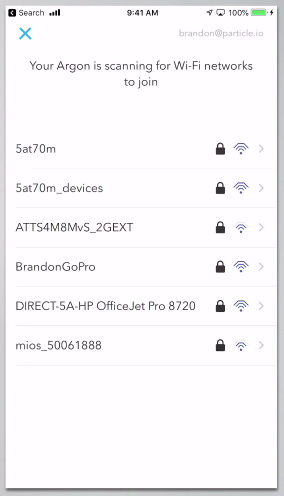 Search 9:41 AM 100%
brandon@particle.io
Your Argon is scanning for Wi-Fi networks
to join
5at70m
5at70m_devices
ATTS4M8MvS_2GEXT
BrandonGoPro
DIRECT-5A-HP OfficeJet Pro 8720
mios_50061888